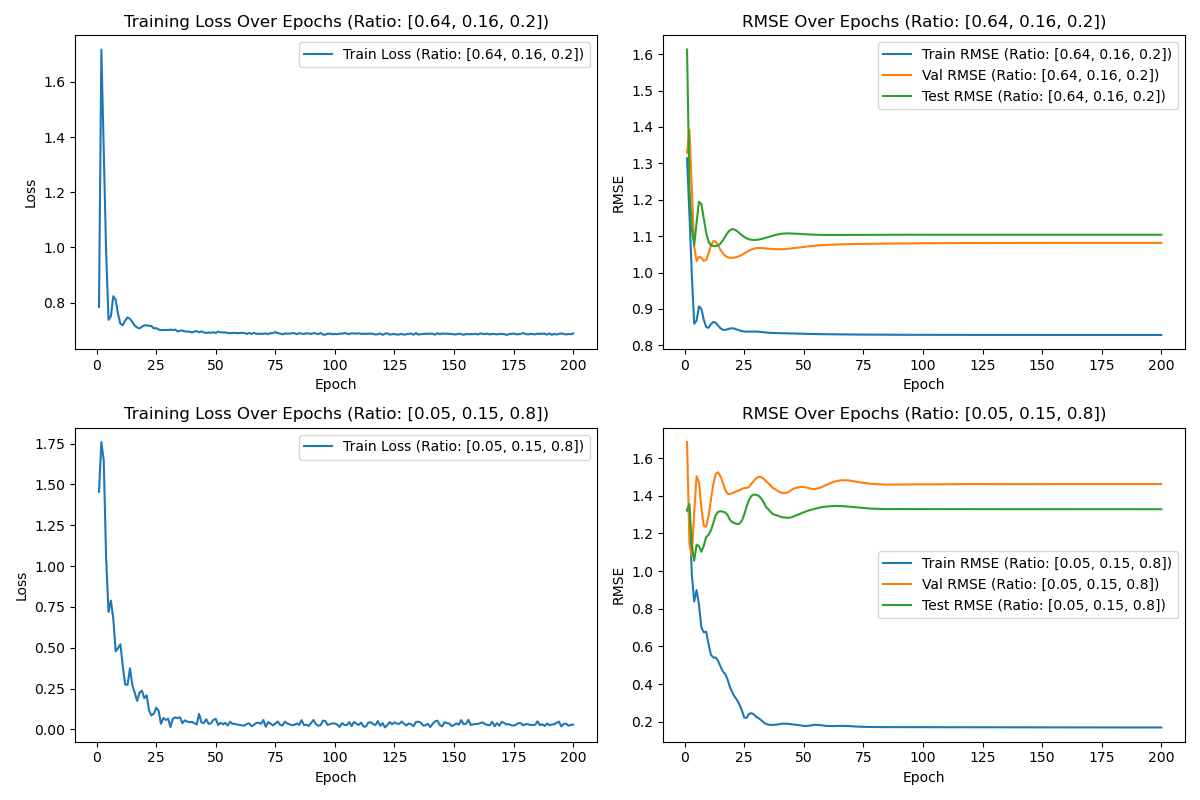 Training Loss Over Epochs (Ratio: [0.64, 0.16, 0.2])
Train Loss (Ratio: [0.64, 0.16, 0.2])
Loss
1.6
1.4
1.2
1.0
0.8
0 25 50 75 100 125 150 175 200
Epoch
RMSE Over Epochs (Ratio: [0.64, 0.16, 0.2])
Train RMSE (Ratio: [0.64, 0.16, 0.2])
Val RMSE (Ratio: [0.64, 0.16, 0.2])
Test RMSE (Ratio: [0.64, 0.16, 0.2])
RMSE
1.6
1.5
1.4
1.3
1.2
1.1
1.0
0.9
0.8
0 25 50 75 100 125 150 175 200
Epoch
Training Loss Over Epochs (Ratio: [0.05, 0.15, 0.8])
Train Loss (Ratio: [0.05, 0.15, 0.8])
Loss
1.75
1.50
1.25
1.00
0.75
0.50
0.25
0.00
0 25 50 75 100 125 150 175 200
Epoch
RMSE Over Epochs (Ratio: [0.05, 0.15, 0.8])
Train RMSE (Ratio: [0.05, 0.15, 0.8])
Val RMSE (Ratio: [0.05, 0.15, 0.8])
Test RMSE (Ratio: [0.05, 0.15, 0.8])
RMSE
1.6
1.4
1.2
1.0
0.8
0.6
0.4
0.2
0 25 50 75 100 125 150 175 200
Epoch